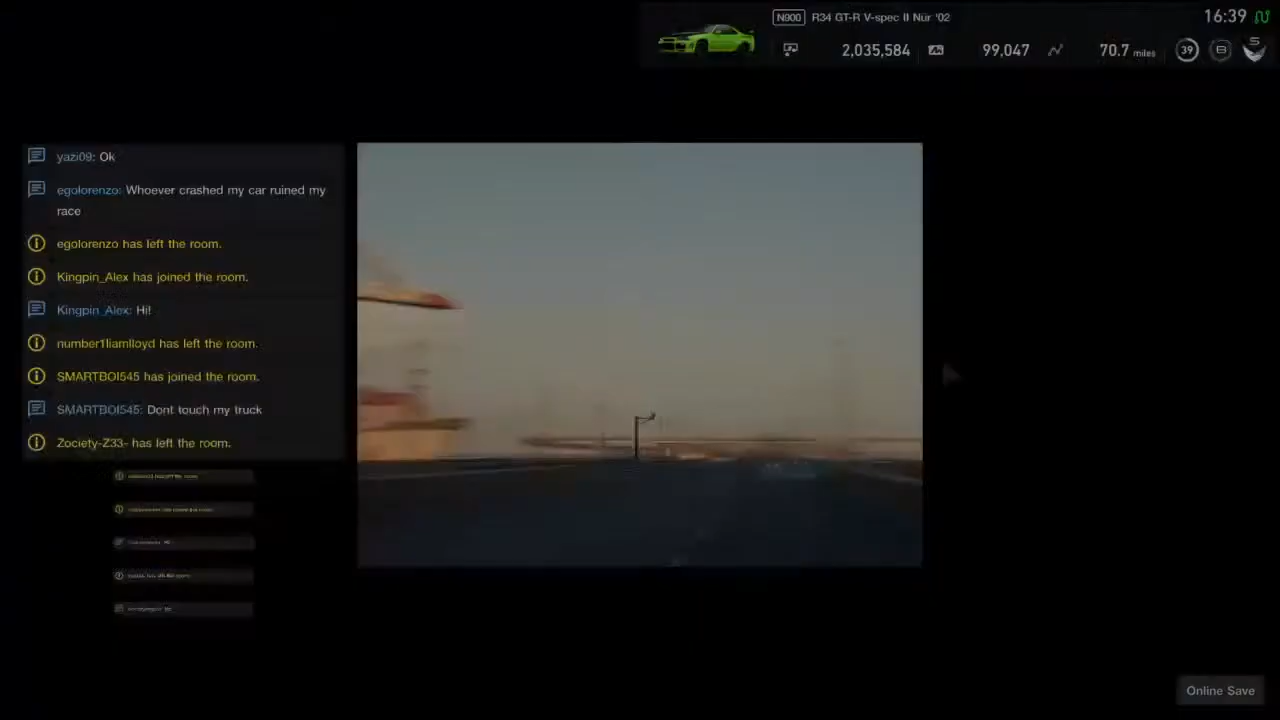 N900 R34 GT-R V-spec II Nür '02
16:39
2,035,584 99,047 70.7 miles 39 B S
yazi09: Ok
egolorenzo: Whoever crashed my car ruined my
race
egolorenzo has left the room.
Kingpin_Alex has joined the room.
Kingpin_Alex: Hi!
number1liamlloyd has left the room.
SMARTBOI545 has joined the room.
SMARTBOI545: Dont touch my truck
Zociety-Z33- has left the room.
Online Save